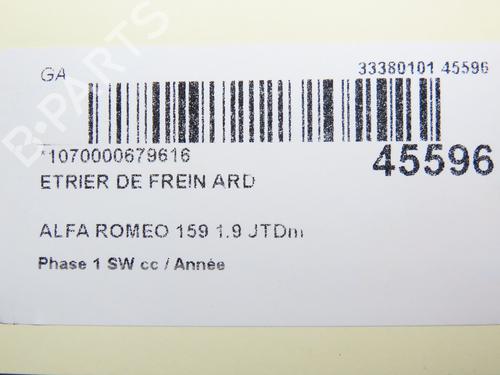 GA
33380101 45596
B-PARTS
*1070000679616
45596
ETRIER DE FREIN ARD
ALFA ROMEO 159 1.9 JTDm
Phase 1 SW cc / Année